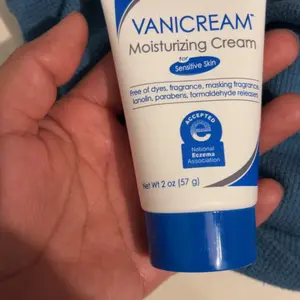 VANICREAM™
Moisturizing Cream
for
Sensitive Skin
free of dyes, fragrance, masking fragrance,
lanolin, parabens, formaldehyde releasers
ACCEPTED
e
National
Eczema
Association
Net Wt 2 oz (57 g)